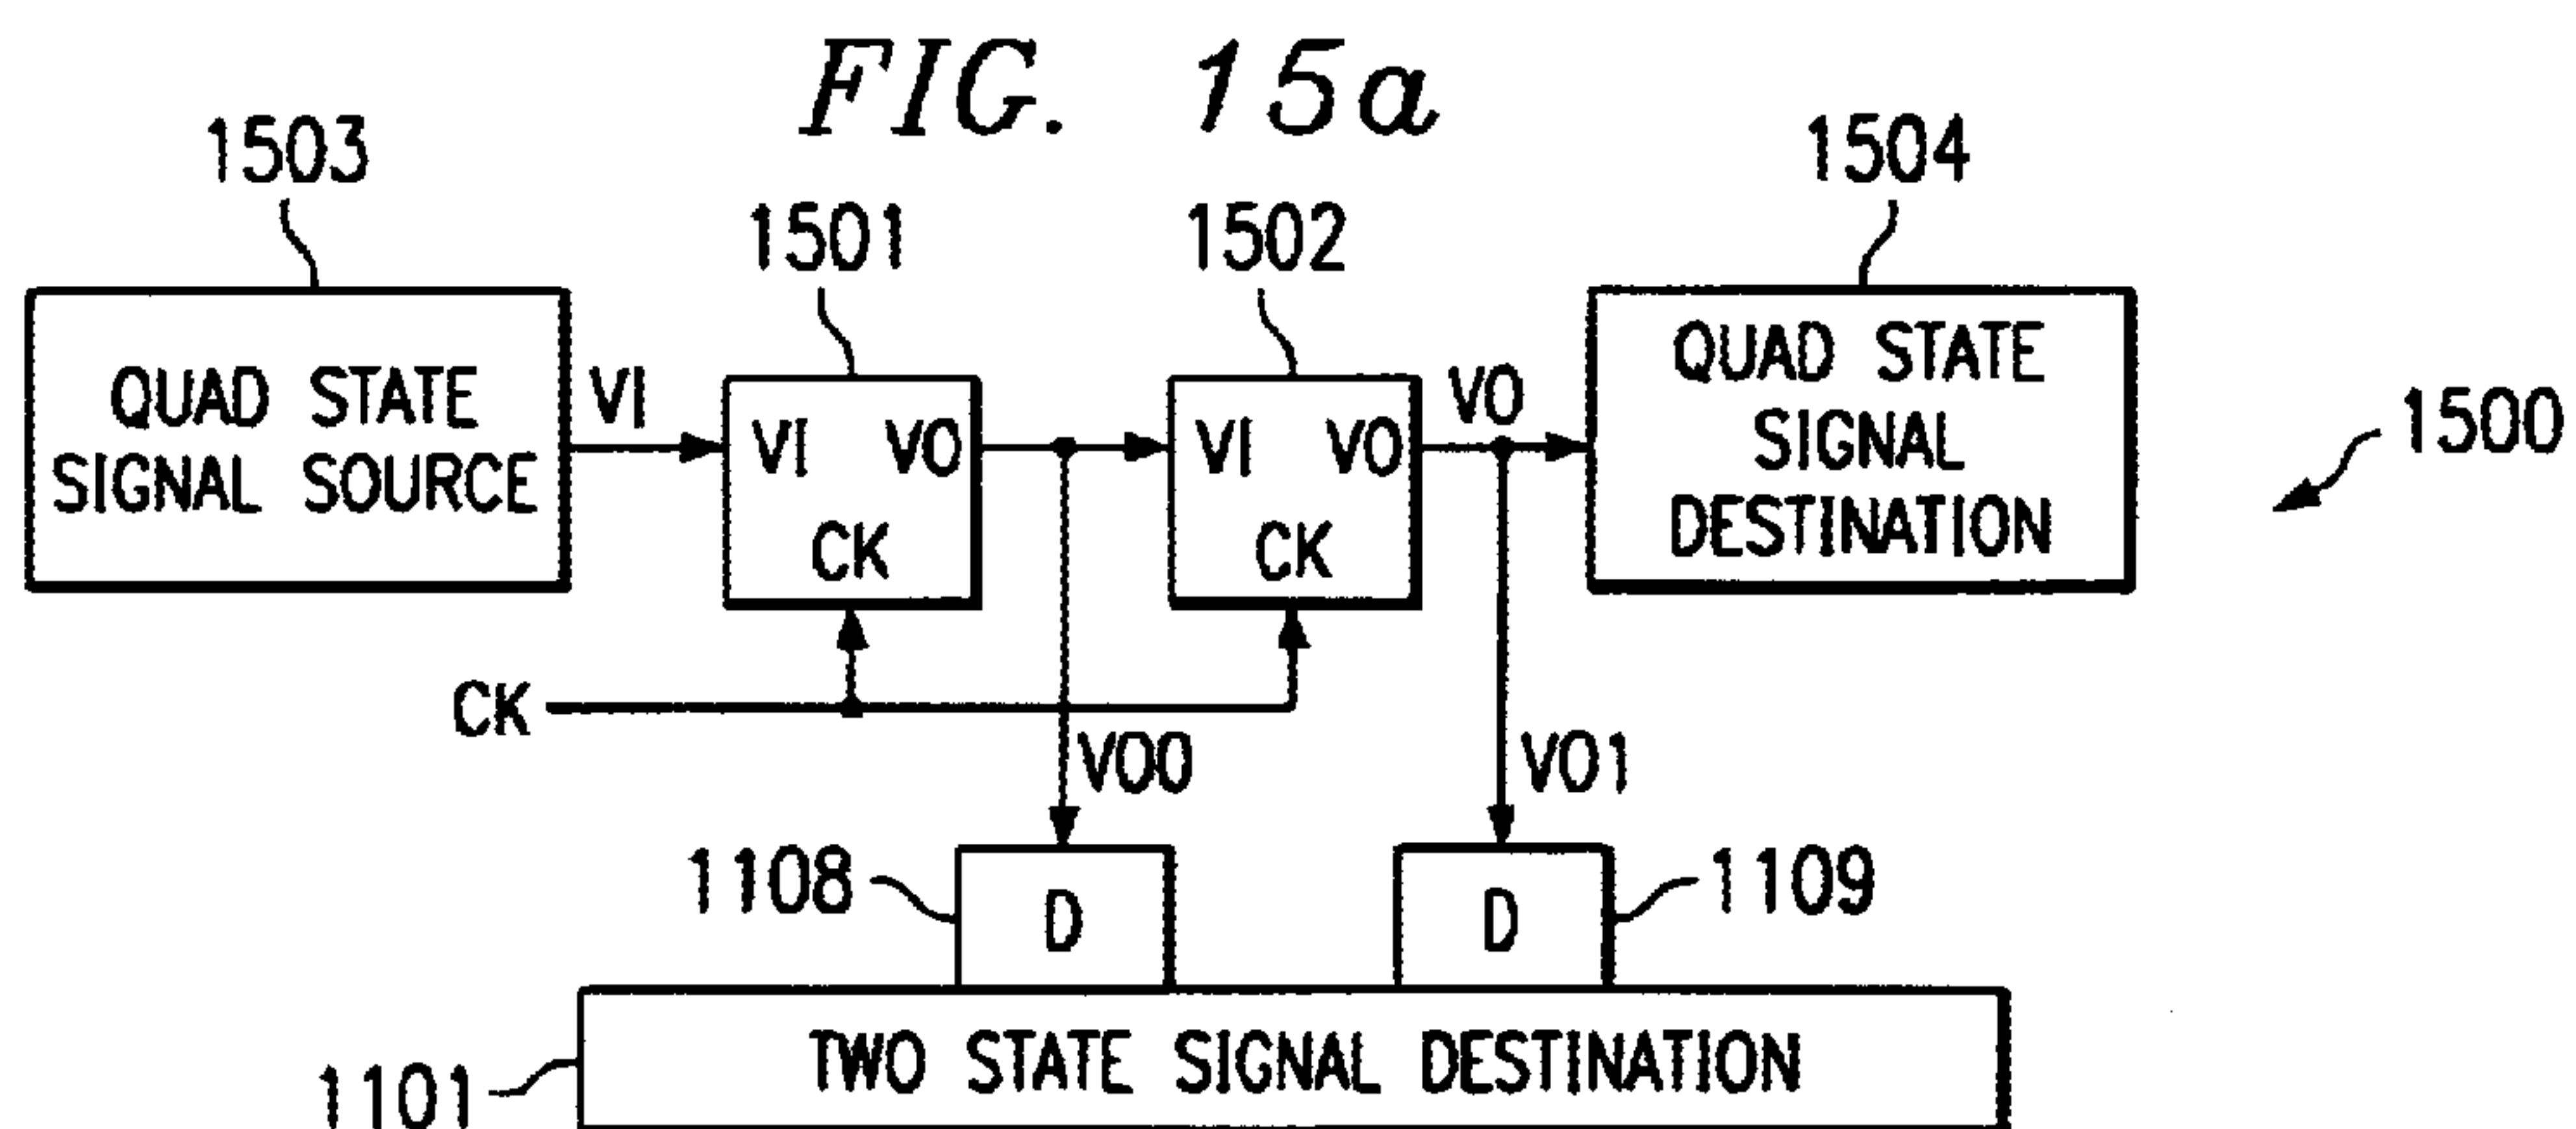 FIG. 15a
1503
1501
1502
1504
QUAD STATE
SIGNAL SOURCE
VI
VI VO
CK
VI VO
CK
VO
QUAD STATE
SIGNAL
DESTINATION
1500
CK
VO0
VO1
1108
D
D
1109
TWO STATE SIGNAL DESTINATION
1101